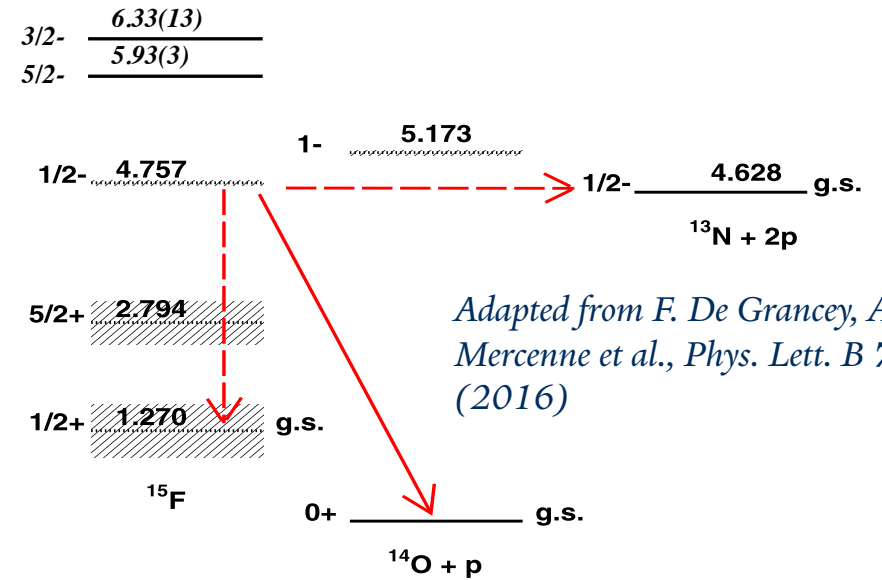 3/2- 6.33(13)
5/2- 5.93(3)
1- 5.173
1/2- 4.757
1/2- 4.628 g.s.
¹³N + 2p
5/2+ 2.794
Adapted from F. De Grancey,
Mercenne et al., Phys. Lett. B
(2016)
1/2+ 1.270 g.s.
¹⁵F
0+ g.s.
¹⁴O + p